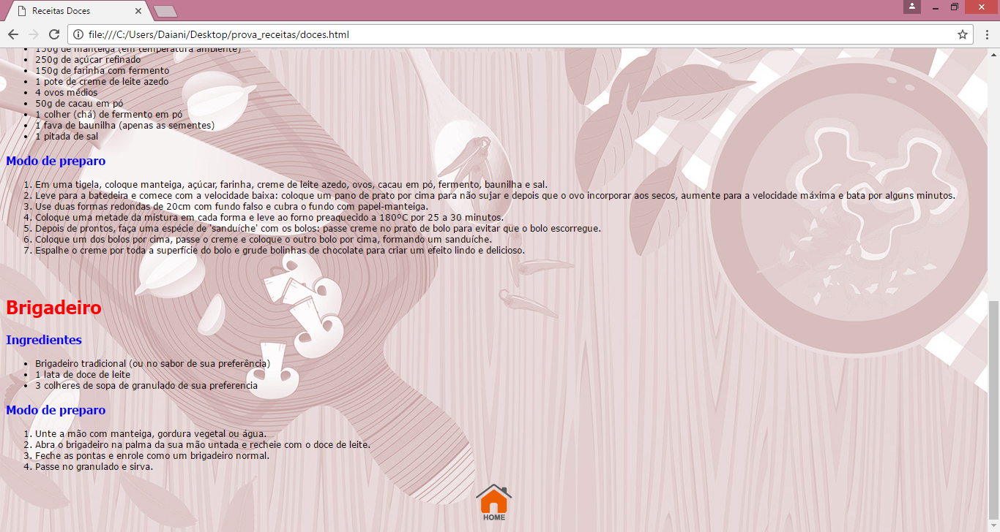 Receitas Doces
file:///C:/Users/Daiani/Desktop/prova_receitas/doces.html
• 150g de manteiga (em temperatura ambiente)
• 250g de açúcar refinado
• 150g de farinha com fermento
• 1 pote de creme de leite azedo
• 4 ovos médios
• 50g de cacau em pó
• 1 colher (chá) de fermento em pó
• 1 fava de baunilha (apenas as sementes)
• 1 pitada de sal
Modo de preparo
1. Em uma tigela, coloque manteiga, açúcar, farinha, creme de leite azedo, ovos, cacau em pó, fermento, baunilha e sal.
2. Leve para a batedeira e comece com a velocidade baixa: coloque um pano de prato por cima para não sujar e depois que o ovo incorporar aos secos, aumente para a velocidade máxima e bata por alguns minutos.
3. Use duas formas redondas de 20cm com fundo falso e cubra o fundo com papel-manteiga.
4. Coloque uma metade da mistura em cada forma e leve ao forno preaquecido a 180ºC por 25 a 30 minutos.
5. Depois de prontos, faça uma espécie de 'sanduíche' com os bolos: passe creme no prato de bolo para evitar que o bolo escorregue.
6. Coloque um dos bolos por cima, passe o creme e coloque o outro bolo por cima, formando um sanduíche.
7. Espalhe o creme por toda a superfície do bolo e grude bolinhas de chocolate para criar um efeito lindo e delicioso.
Brigadeiro
Ingredientes
• Brigadeiro tradicional (ou no sabor de sua preferência)
• 1 lata de doce de leite
• 3 colheres de sopa de granulado de sua preferencia
Modo de preparo
1. Unte a mão com manteiga, gordura vegetal ou água.
2. Abra o brigadeiro na palma da sua mão untada e recheie com o doce de leite.
3. Feche as pontas e enrole como um brigadeiro normal.
4. Passe no granulado e sirva.
HOME